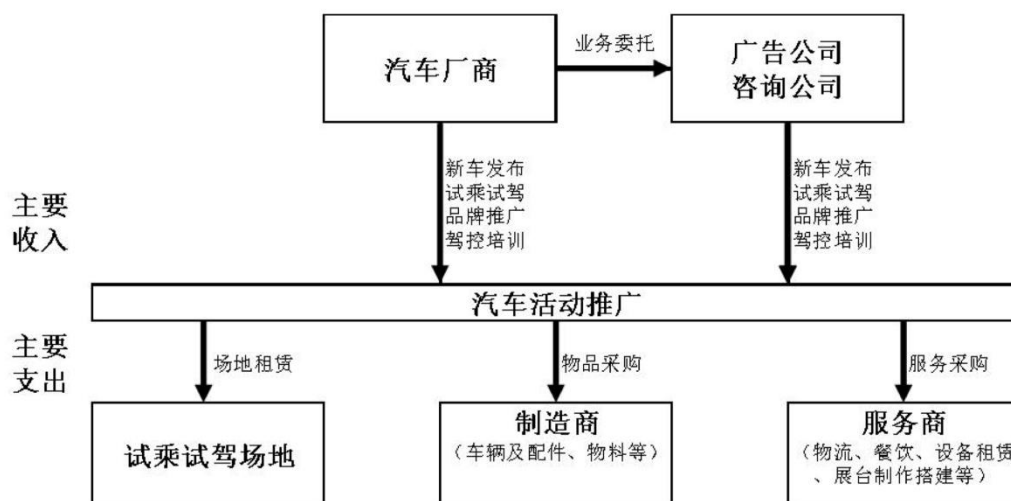 汽车厂商
业务委托
广告公司
咨询公司
主要
收入
新车发布
试乘试驾
品牌推广
驾控培训
新车发布
试乘试驾
品牌推广
驾控培训
汽车活动推广
主要
支出
场地租赁
物品采购
服务采购
试乘试驾场地
制造商
（车辆及配件、物料等）
服务商
（物流、餐饮、设备租赁
、展台制作搭建等）